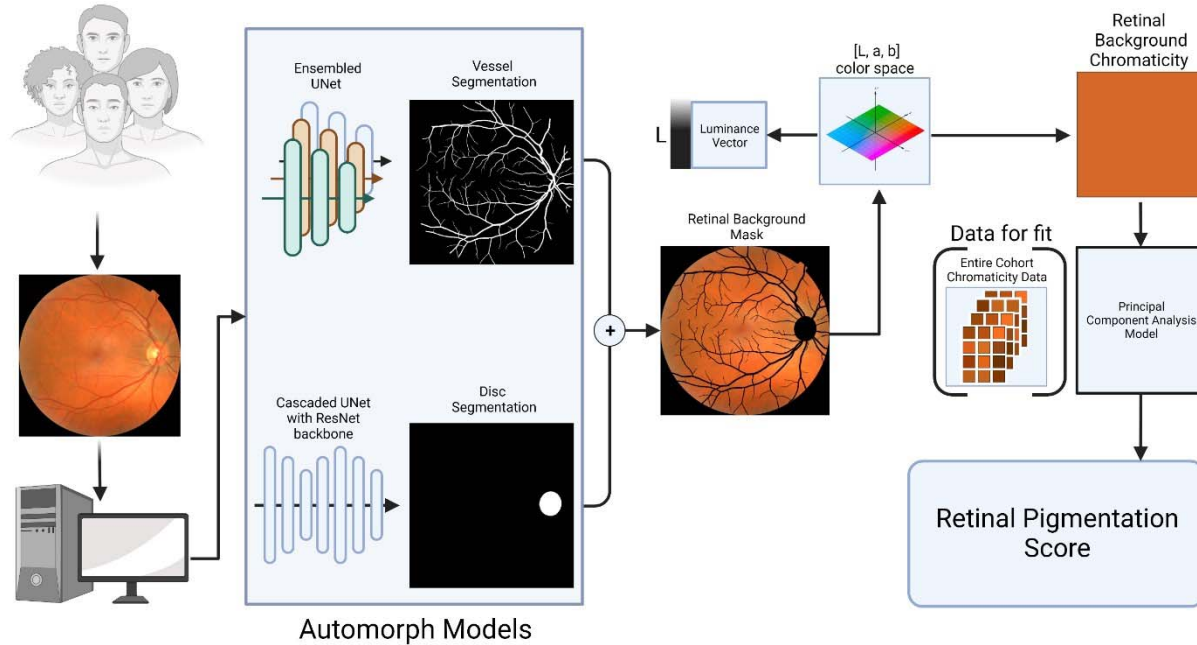 Ensembled
UNet
Vessel
Segmentation
Cascaded UNet
with ResNet
backbone
Disc
Segmentation
Automorph Models
+
Retinal Background
Mask
L
Luminance
Vector
[L, a, b]
color space
Retinal
Background
Chromaticity
Data for fit
Entire Cohort
Chromaticity Data
Principal
Component Analysis
Model
Retinal Pigmentation
Score